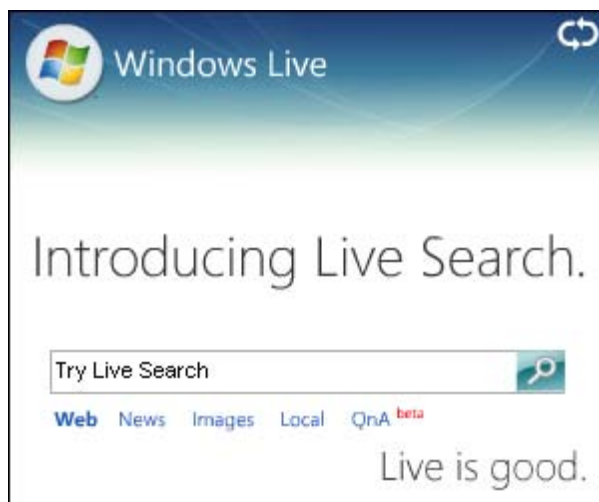 Windows Live
Introducing Live Search.
Try Live Search
Web News Images Local QnA beta
Live is good.